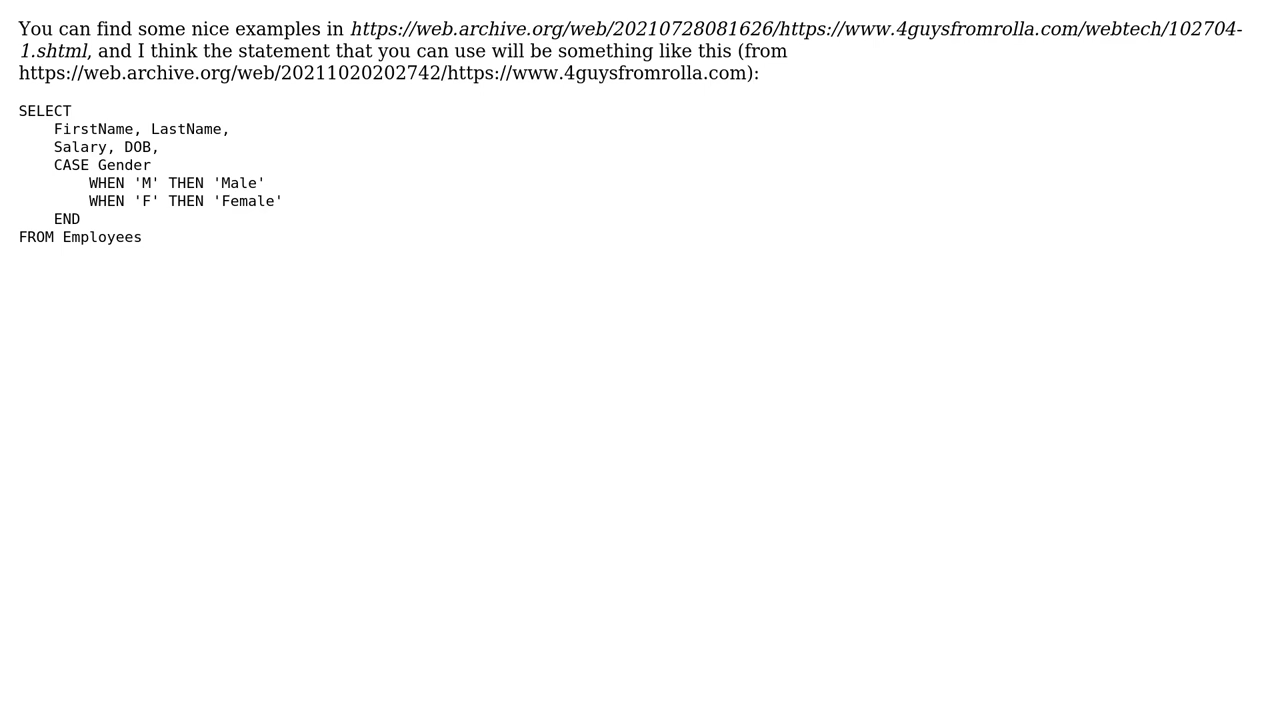 You can find some nice examples in https://web.archive.org/web/20210728081626/https://www.4guysfromrolla.com/webtech/102704-
1.shtml, and I think the statement that you can use will be something like this (from
https://web.archive.org/web/20211020202742/https://www.4guysfromrolla.com):
SELECT
    FirstName, LastName,
    Salary, DOB,
    CASE Gender
        WHEN 'M' THEN 'Male'
        WHEN 'F' THEN 'Female'
    END
FROM Employees